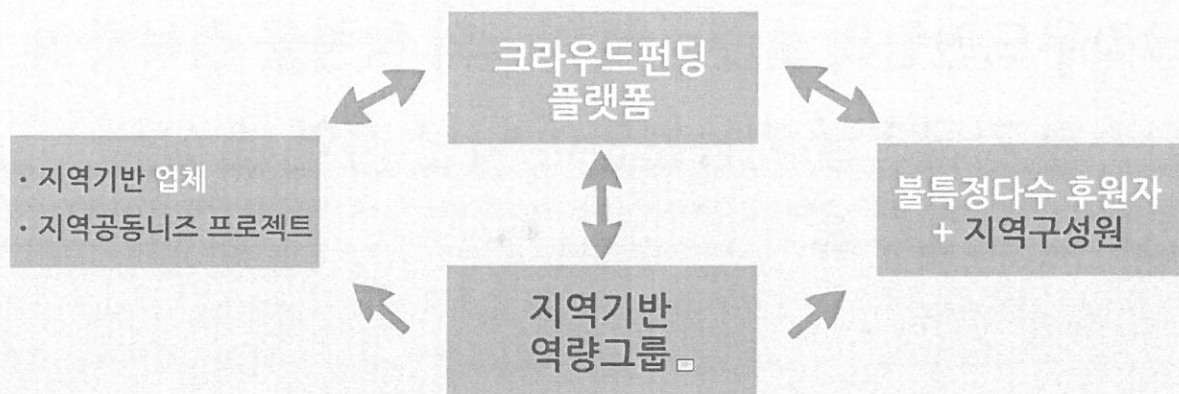 크라우드펀딩
플랫폼
· 지역기반 업체
· 지역공동니즈 프로젝트
불특정다수 후원자
+ 지역구성원
지역기반
역량그룹